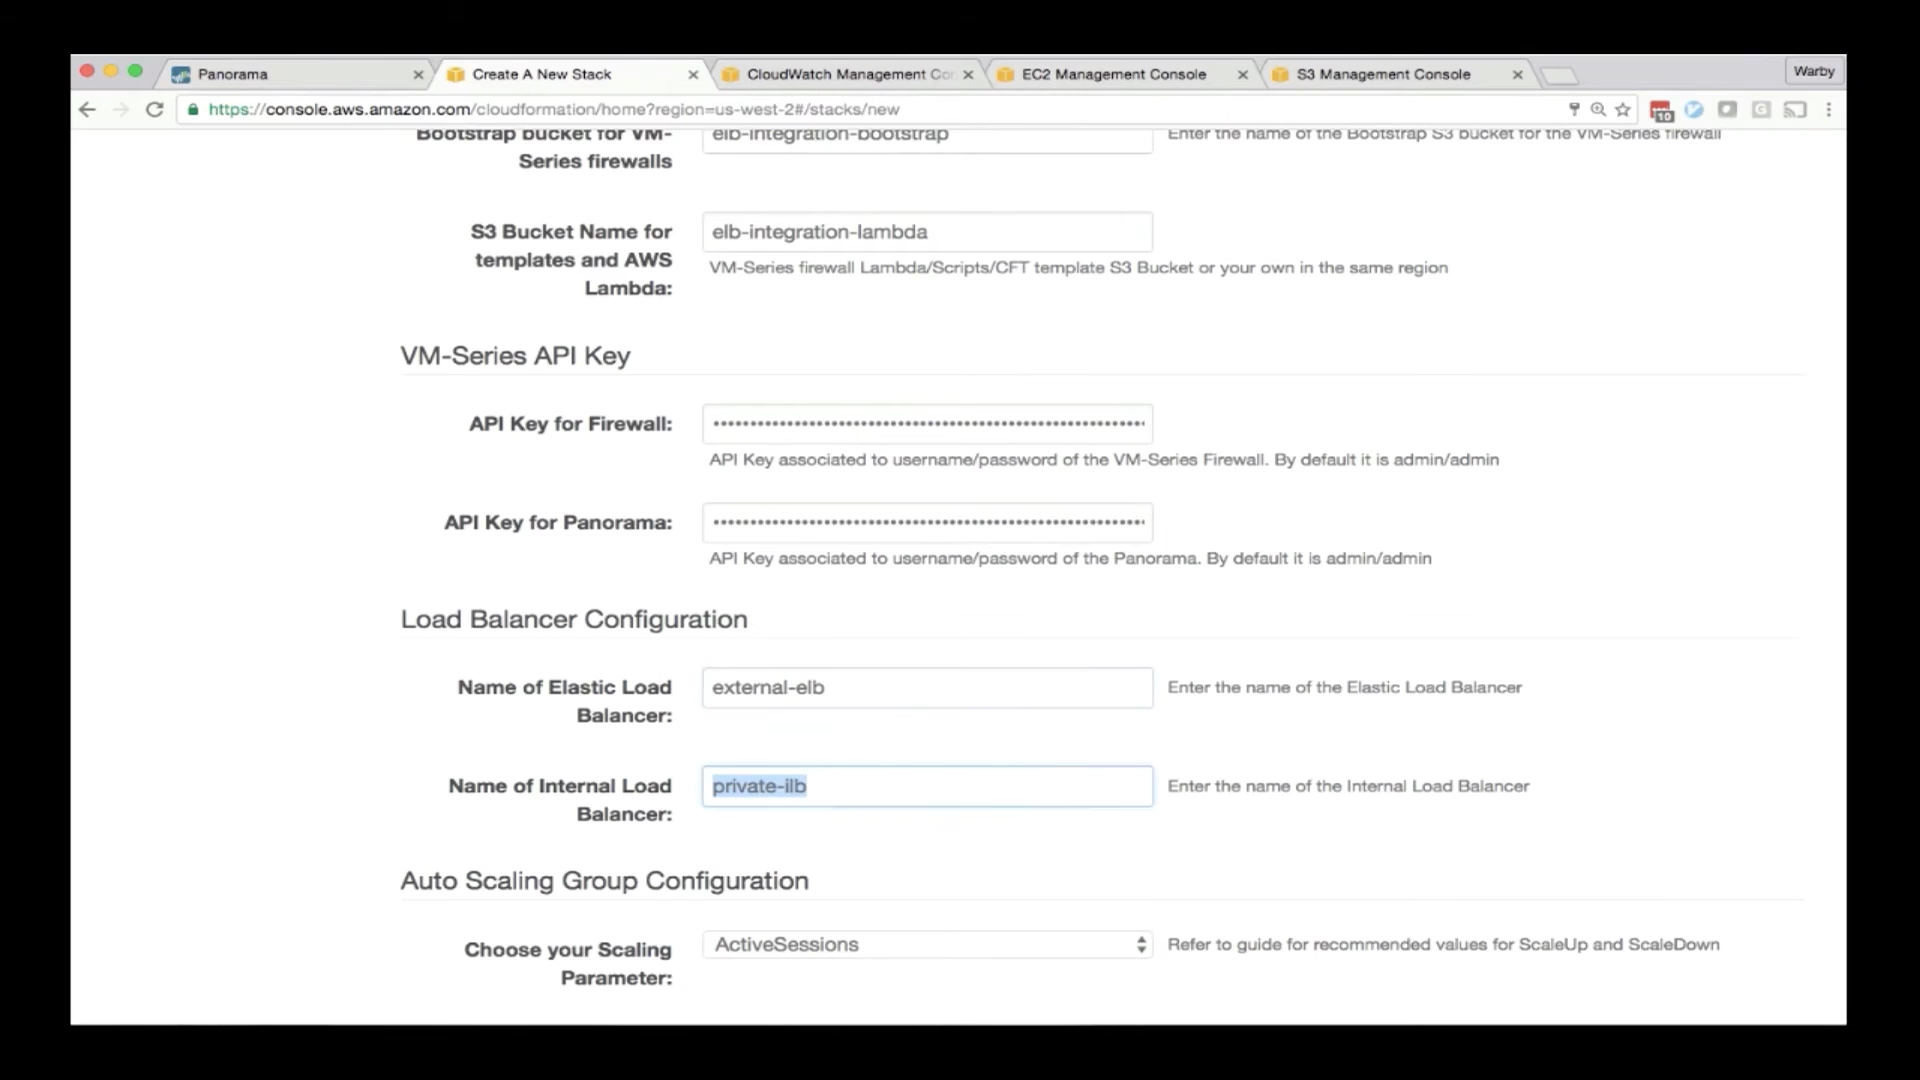 Panorama
Create A New Stack
CloudWatch Management Con
EC2 Management Console
S3 Management Console
Warby
https://console.aws.amazon.com/cloudformation/home?region=us-west-2#/stacks/new
10
Bootstrap bucket for VM-
Series firewalls
elb-integration-bootstrap
Enter the name of the Bootstrap S3 bucket for the VM-Series firewall
S3 Bucket Name for
templates and AWS
Lambda:
elb-integration-lambda
VM-Series firewall Lambda/Scripts/CFT template S3 Bucket or your own in the same region
VM-Series API Key
API Key for Firewall:
API Key associated to username/password of the VM-Series Firewall. By default it is admin/admin
API Key for Panorama:
API Key associated to username/password of the Panorama. By default it is admin/admin
Load Balancer Configuration
Name of Elastic Load
Balancer:
external-elb
Enter the name of the Elastic Load Balancer
Name of Internal Load
Balancer:
private-ilb
Enter the name of the Internal Load Balancer
Auto Scaling Group Configuration
Choose your Scaling
Parameter:
ActiveSessions
Refer to guide for recommended values for ScaleUp and ScaleDown